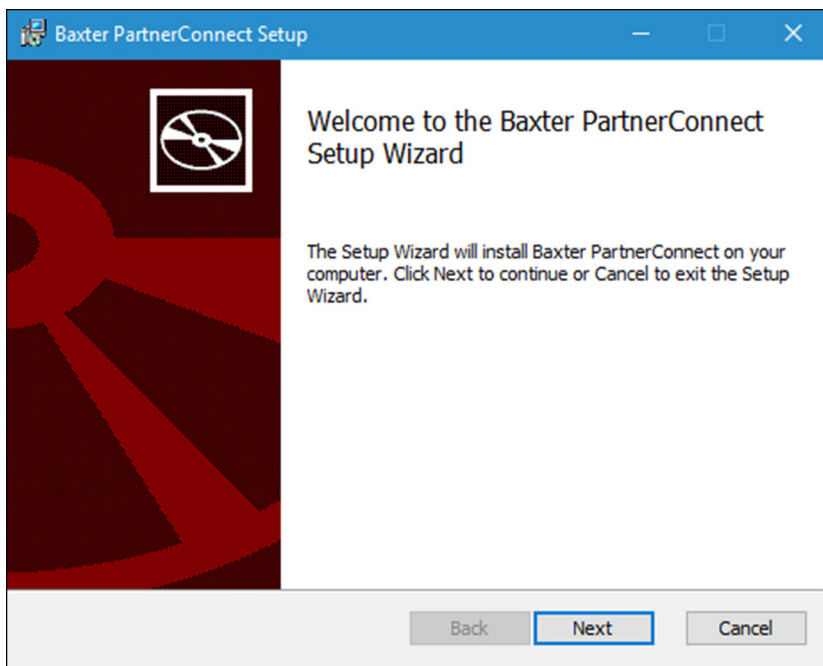 Baxter PartnerConnect Setup
Welcome to the Baxter PartnerConnect
Setup Wizard
The Setup Wizard will install Baxter PartnerConnect on your
computer. Click Next to continue or Cancel to exit the Setup
Wizard.
Back Next Cancel